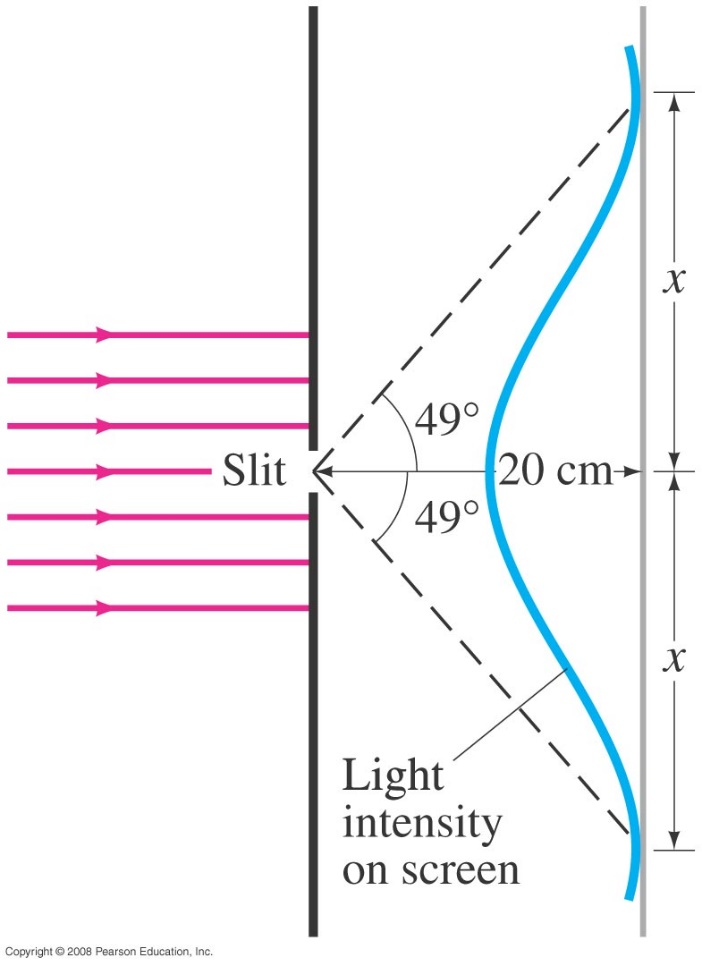 x
49°
Slit
20 cm
49°
x
Light
intensity
on screen
Copyright © 2008 Pearson Education, Inc.